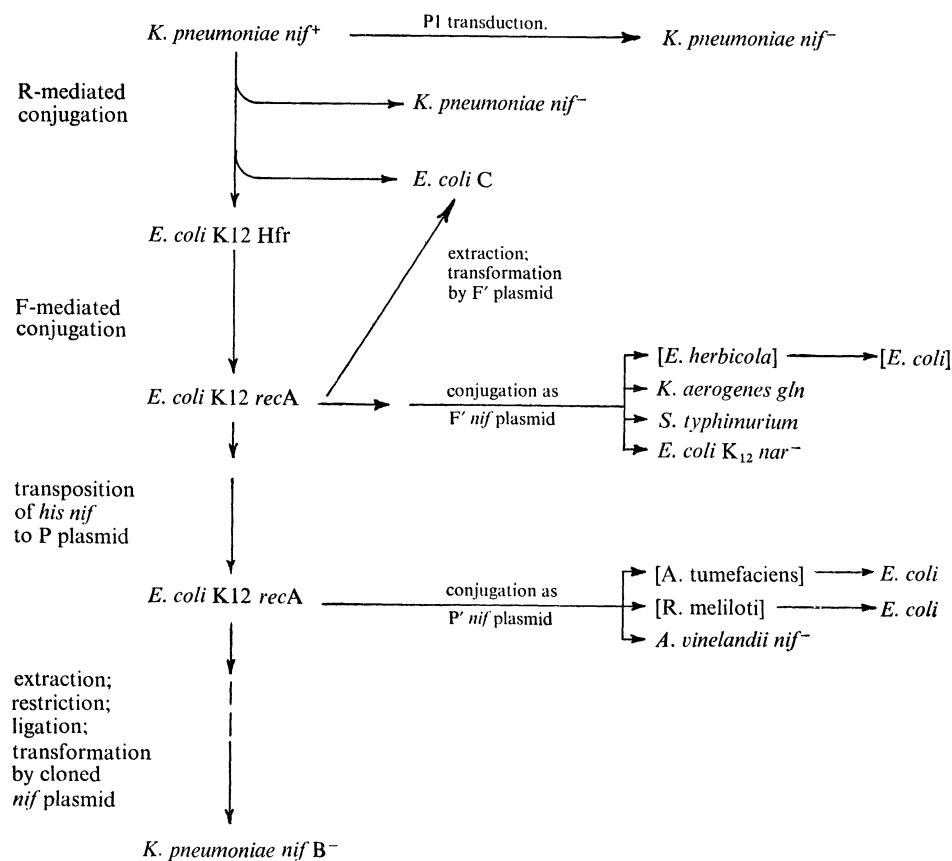 K. pneumoniae nif⁺
P1 transduction.
K. pneumoniae nif⁻
R-mediated
conjugation
K. pneumoniae nif⁻
E. coli C
E. coli K12 Hfr
extraction;
transformation
by F′ plasmid
F-mediated
conjugation
E. coli K12 recA
conjugation as
F′ nif plasmid
[E. herbicola]
[E. coli]
K. aerogenes gln
S. typhimurium
E. coli K₁₂ nar⁻
transposition
of his nif
to P plasmid
E. coli K12 recA
conjugation as
P′ nif plasmid
[A. tumefaciens]
E. coli
[R. meliloti]
E. coli
A. vinelandii nif⁻
extraction;
restriction;
ligation;
transformation
by cloned
nif plasmid
K. pneumoniae nif B⁻